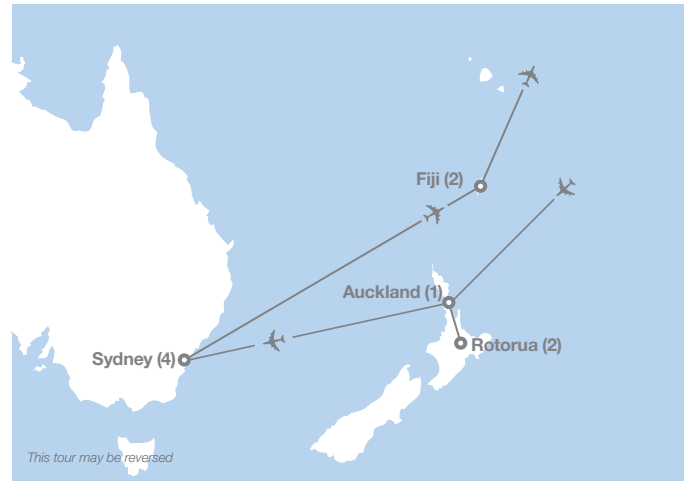 Fiji (2)
Auckland (1)
Sydney (4)
Rotorua (2)
This tour may be reversed